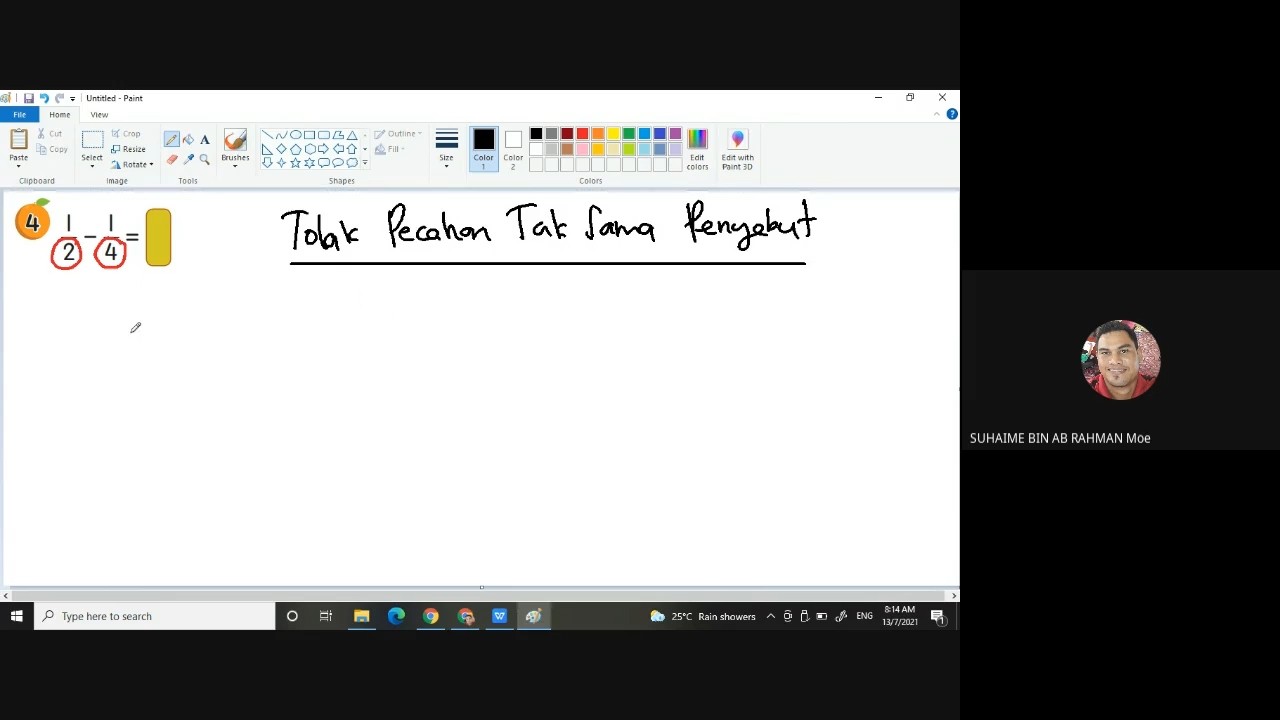 Untitled - Paint
File Home View
Paste
Cut
Copy
Clipboard
Select
Crop
Resize
Rotate
Image
A
Tools
Brushes
Shapes
Outline
Fill
Size
Color 1
Color 2
Edit colors
Colors
Edit with Paint 3D
4 1/2 - 1/4 =
Tolak Pecahan Tak Sama Penyebut
SUHAIME BIN AB RAHMAN Moe
Type here to search
W
25°C Rain showers
ENG
8:14 AM
13/7/2021
1